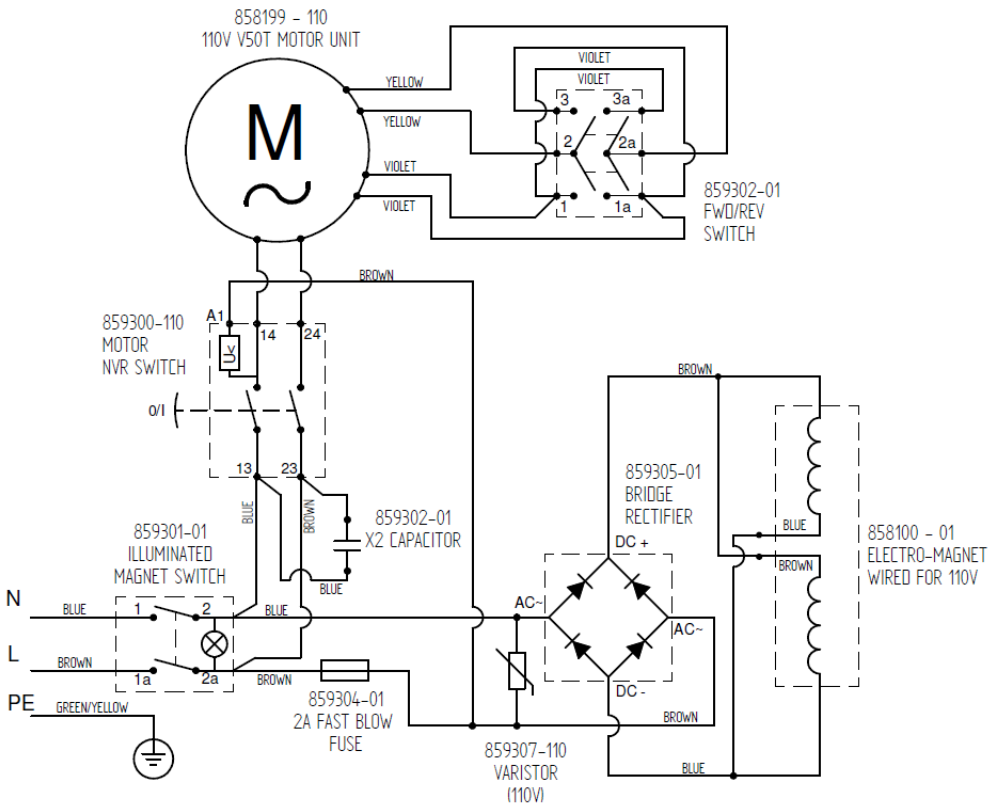 858199 - 110
110V V50T MOTOR UNIT
M
YELLOW
YELLOW
VIOLET
VIOLET
VIOLET
VIOLET
3
3a
2
2a
1
1a
859302-01
FWD/REV
SWITCH
BROWN
859300-110
MOTOR
NVR SWITCH
A1
14
24
U<
0/I
13
23
BLUE
BROWN
859302-01
X2 CAPACITOR
BLUE
859301-01
ILLUMINATED
MAGNET SWITCH
N
BLUE
1
2
BLUE
L
BROWN
1a
2a
BROWN
PE
GREEN/YELLOW
859304-01
2A FAST BLOW
FUSE
859307-110
VARISTOR
(110V)
859305-01
BRIDGE
RECTIFIER
DC +
AC~
AC~
DC -
BROWN
BLUE
BROWN
BLUE
BROWN
858100 - 01
ELECTRO-MAGNET
WIRED FOR 110V